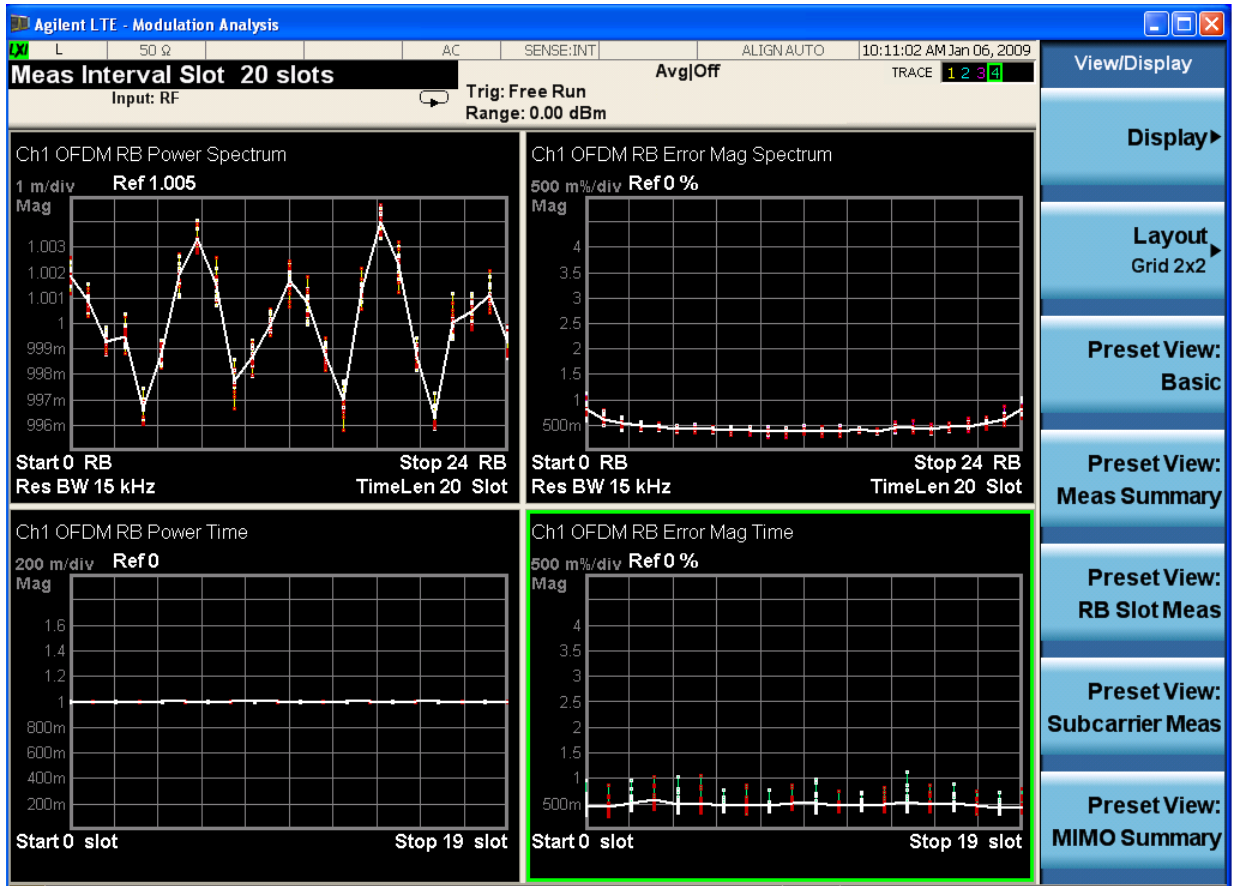 Agilent LTE - Modulation Analysis
LXI L 50 Ω AC SENSE:INT ALIGN AUTO 10:11:02 AM Jan 06, 2009
Meas Interval Slot 20 slots
Input: RF
Trig: Free Run
Range: 0.00 dBm
Avg|Off
TRACE 1 2 3 4
Ch1 OFDM RB Power Spectrum
1 m/div Ref 1.005
Mag
1.003
1.002
1.001
1
999m
998m
997m
996m
Start 0 RB Stop 24 RB
Res BW 15 kHz TimeLen 20 Slot
Ch1 OFDM RB Error Mag Spectrum
500 m%/div Ref 0 %
Mag
4
3.5
3
2.5
2
1.5
1
500m
Start 0 RB Stop 24 RB
Res BW 15 kHz TimeLen 20 Slot
Ch1 OFDM RB Power Time
200 m/div Ref 0
Mag
1.6
1.4
1.2
1
800m
600m
400m
200m
Start 0 slot Stop 19 slot
Ch1 OFDM RB Error Mag Time
500 m%/div Ref 0 %
Mag
4
3.5
3
2.5
2
1.5
1
500m
Start 0 slot Stop 19 slot
View/Display
Display
Layout
Grid 2x2
Preset View:
Basic
Preset View:
Meas Summary
Preset View:
RB Slot Meas
Preset View:
Subcarrier Meas
Preset View:
MIMO Summary